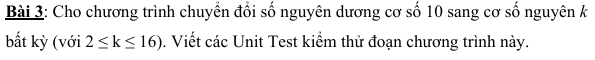 Bài 3: Cho chương trình chuyển đổi số nguyên dương cơ số 10 sang cơ số nguyên k
bất kỳ (với 2 ≤ k ≤ 16). Viết các Unit Test kiểm thử đoạn chương trình này.